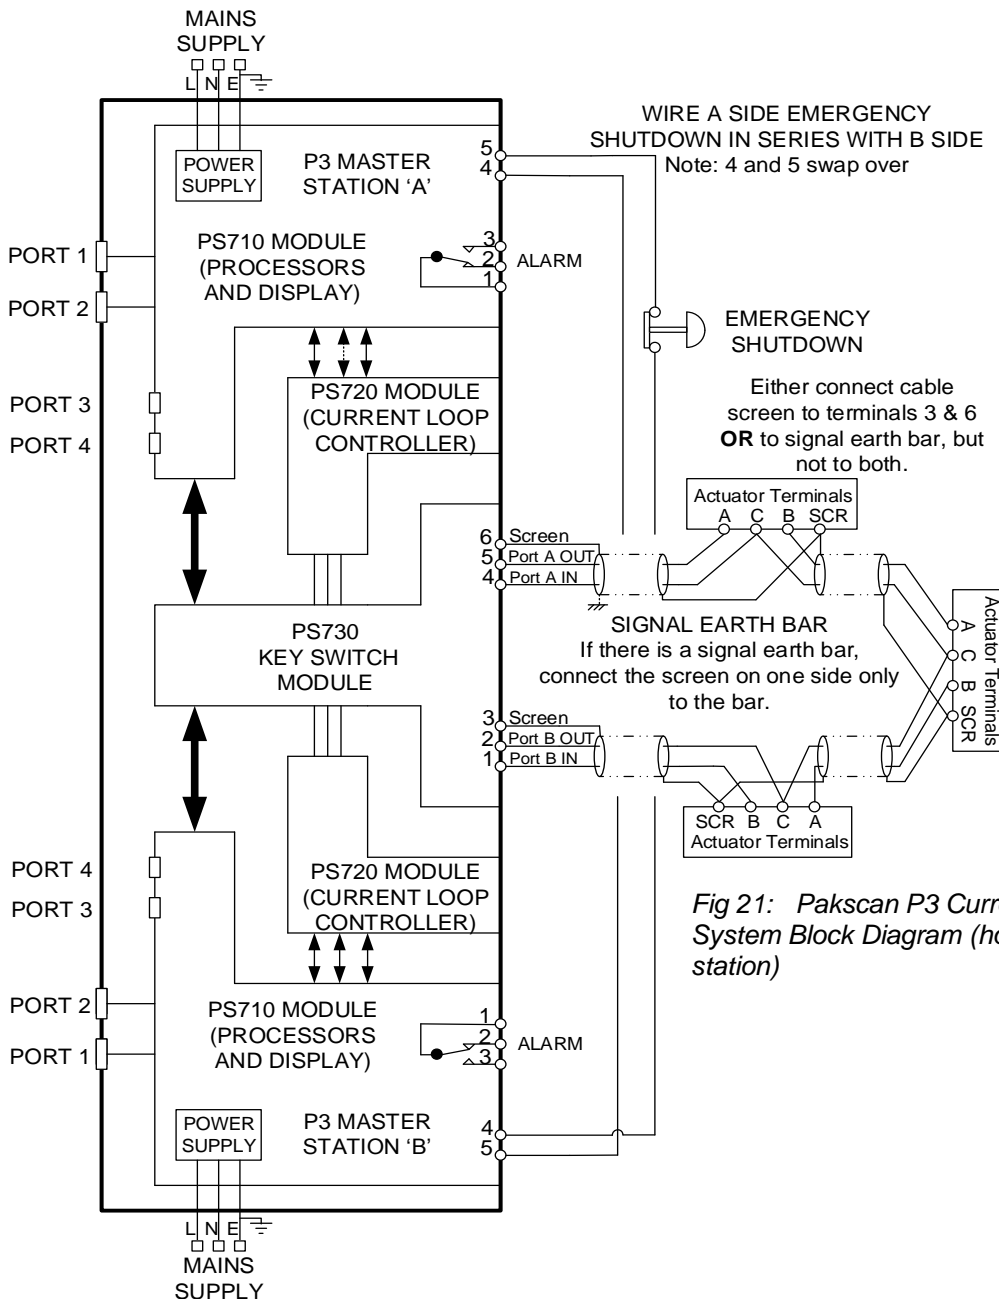 MAINS
SUPPLY
L N E
WIRE A SIDE EMERGENCY
SHUTDOWN IN SERIES WITH B SIDE
Note: 4 and 5 swap over
POWER
SUPPLY
P3 MASTER
STATION ‘A’
5
4
PORT 1
PORT 2
PS710 MODULE
(PROCESSORS
AND DISPLAY)
3
2
1
ALARM
EMERGENCY
SHUTDOWN
PORT 3
PORT 4
PS720 MODULE
(CURRENT LOOP
CONTROLLER)
Either connect cable
screen to terminals 3 & 6
OR to signal earth bar, but
not to both.
Actuator Terminals
A C B SCR
6 Screen
5 Port A OUT
4 Port A IN
SIGNAL EARTH BAR
If there is a signal earth bar,
connect the screen on one side only
to the bar.
Actuator Terminals
A C B SCR
PS730
KEY SWITCH
MODULE
3 Screen
2 Port B OUT
1 Port B IN
SCR B C A
Actuator Terminals
PORT 4
PORT 3
PS720 MODULE
(CURRENT LOOP
CONTROLLER)
Fig 21: Pakscan P3 Curr
System Block Diagram (ho
station)
PORT 2
PORT 1
PS710 MODULE
(PROCESSORS
AND DISPLAY)
1
2
3
ALARM
POWER
SUPPLY
P3 MASTER
STATION ‘B’
4
5
L N E
MAINS
SUPPLY